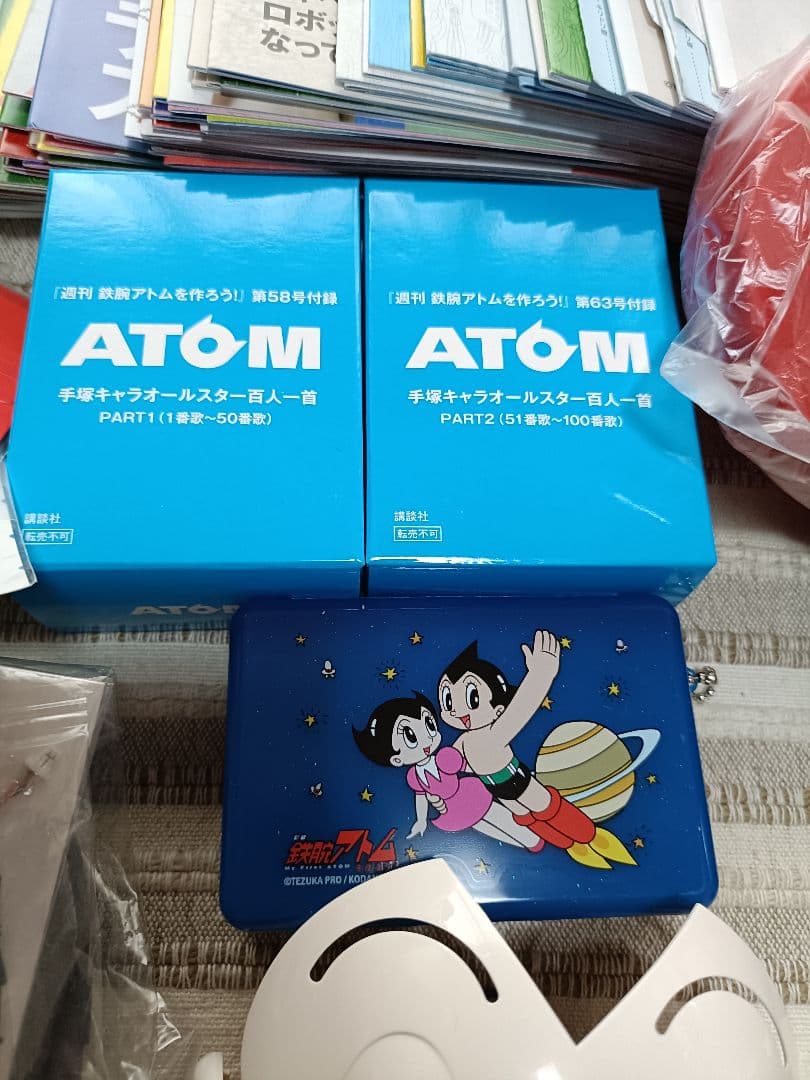 ロボッ
なって
『週刊 鉄腕アトムを作ろう!』 第58号付録
ATOM
手塚キャラオールスター百人一首
PART1（1番歌〜50番歌）
講談社
転売不可
ATOM
『週刊 鉄腕アトムを作ろう!』 第63号付録
ATOM
手塚キャラオールスター百人一首
PART2（51番歌〜100番歌）
講談社
転売不可
鉄腕アトム
My First ATOM
©TEZUKA PRO / KODAN